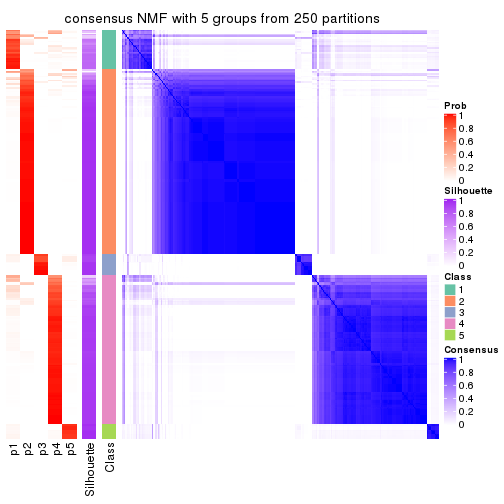 consensus NMF with 5 groups from 250 partitions
Prob
1
0.8
0.6
0.4
0.2
0
Silhouette
1
0.8
0.6
0.4
0.2
0
Class
1
2
3
4
5
Consensus
1
0.8
0.6
0.4
0.2
0
p1
p2
p3
p4
p5
Silhouette
Class